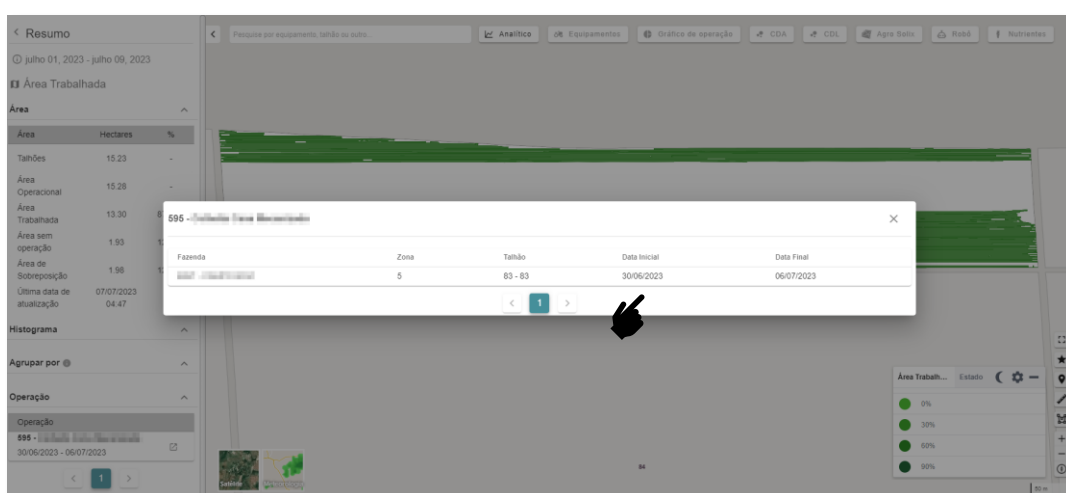 Resumo
Pesquise por equipamento, talhão ou outro...
Analítico
Equipamentos
Gráfico de operação
CDA
CDL
Agro Bolix
Robô
Nutrientes
julho 01, 2023 - julho 09, 2023
Área Trabalhada
Área
Área Hectares %
Talhões 15.23 -
Área Operacional 15.28 -
Área Trabalhada 13.30
Área sem operação 1.93
Área de Sobreposição 1.98
Última data de atualização 07/07/2023 04:47
Histograma
Agrupar por
Operação
Operação
595 -
30/06/2023 - 06/07/2023
1
595 -
Fazenda Zona Talhão Data Inicial Data Final
5 83 - 83 30/06/2023 06/07/2023
1
Área Trabalh... Estado
0%
30%
60%
90%
84
Satélite
50 m